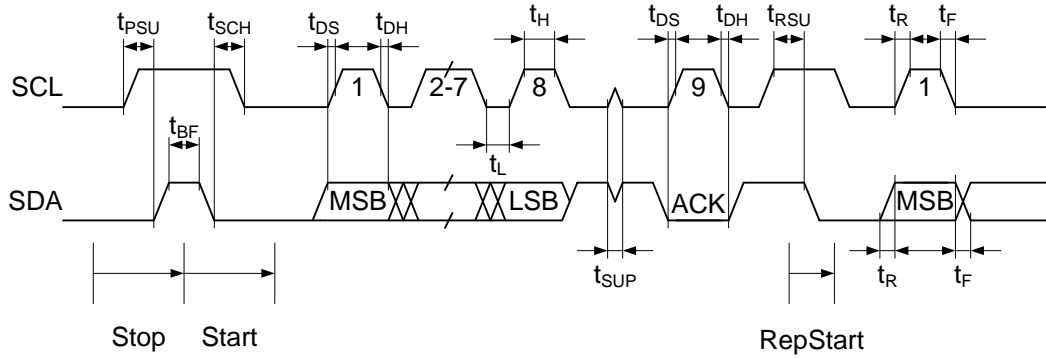 tPSU tSCH tDS tDH tH tDS tDH tRSU tR tF
SCL 1 2-7 8 9 1
tBF tL
SDA MSB LSB ACK MSB
tSUP tR tF
Stop Start RepStart